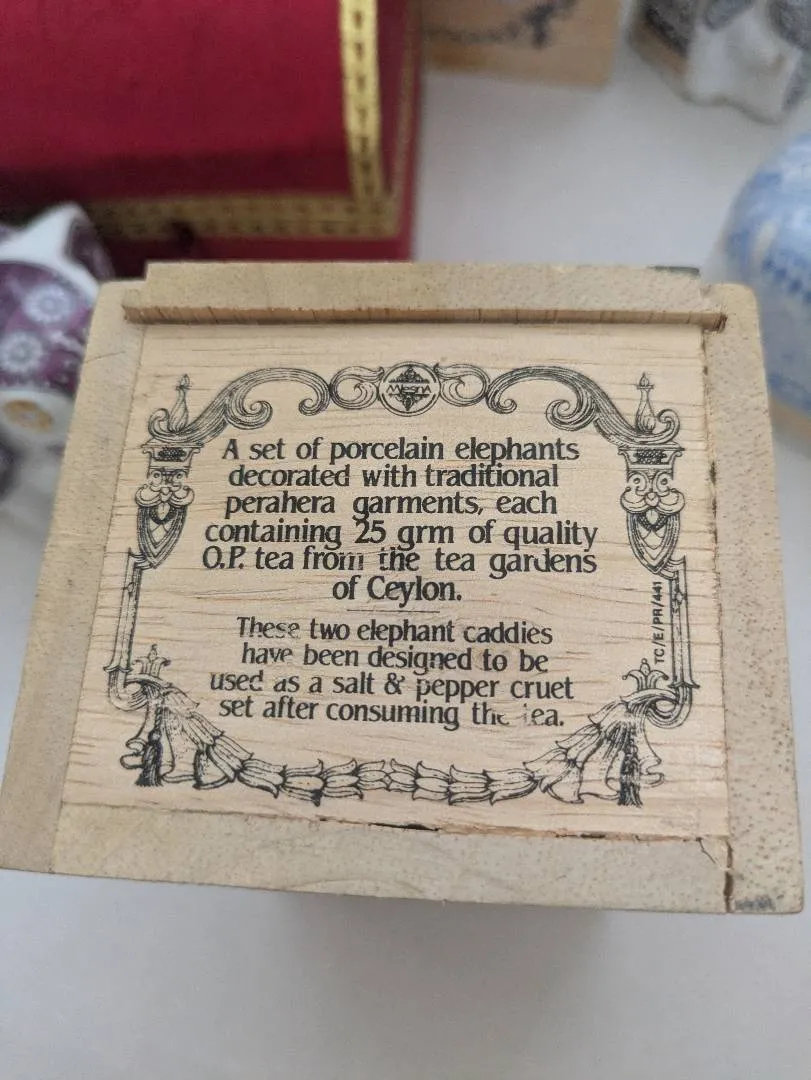 MLESNA
A set of porcelain elephants
decorated with traditional
perahera garments, each
containing 25 grm of quality
O.P. tea from the tea gardens
of Ceylon.
These two elephant caddies
have been designed to be
used as a salt & pepper cruet
set after consuming the tea.
TC/E/PR/441